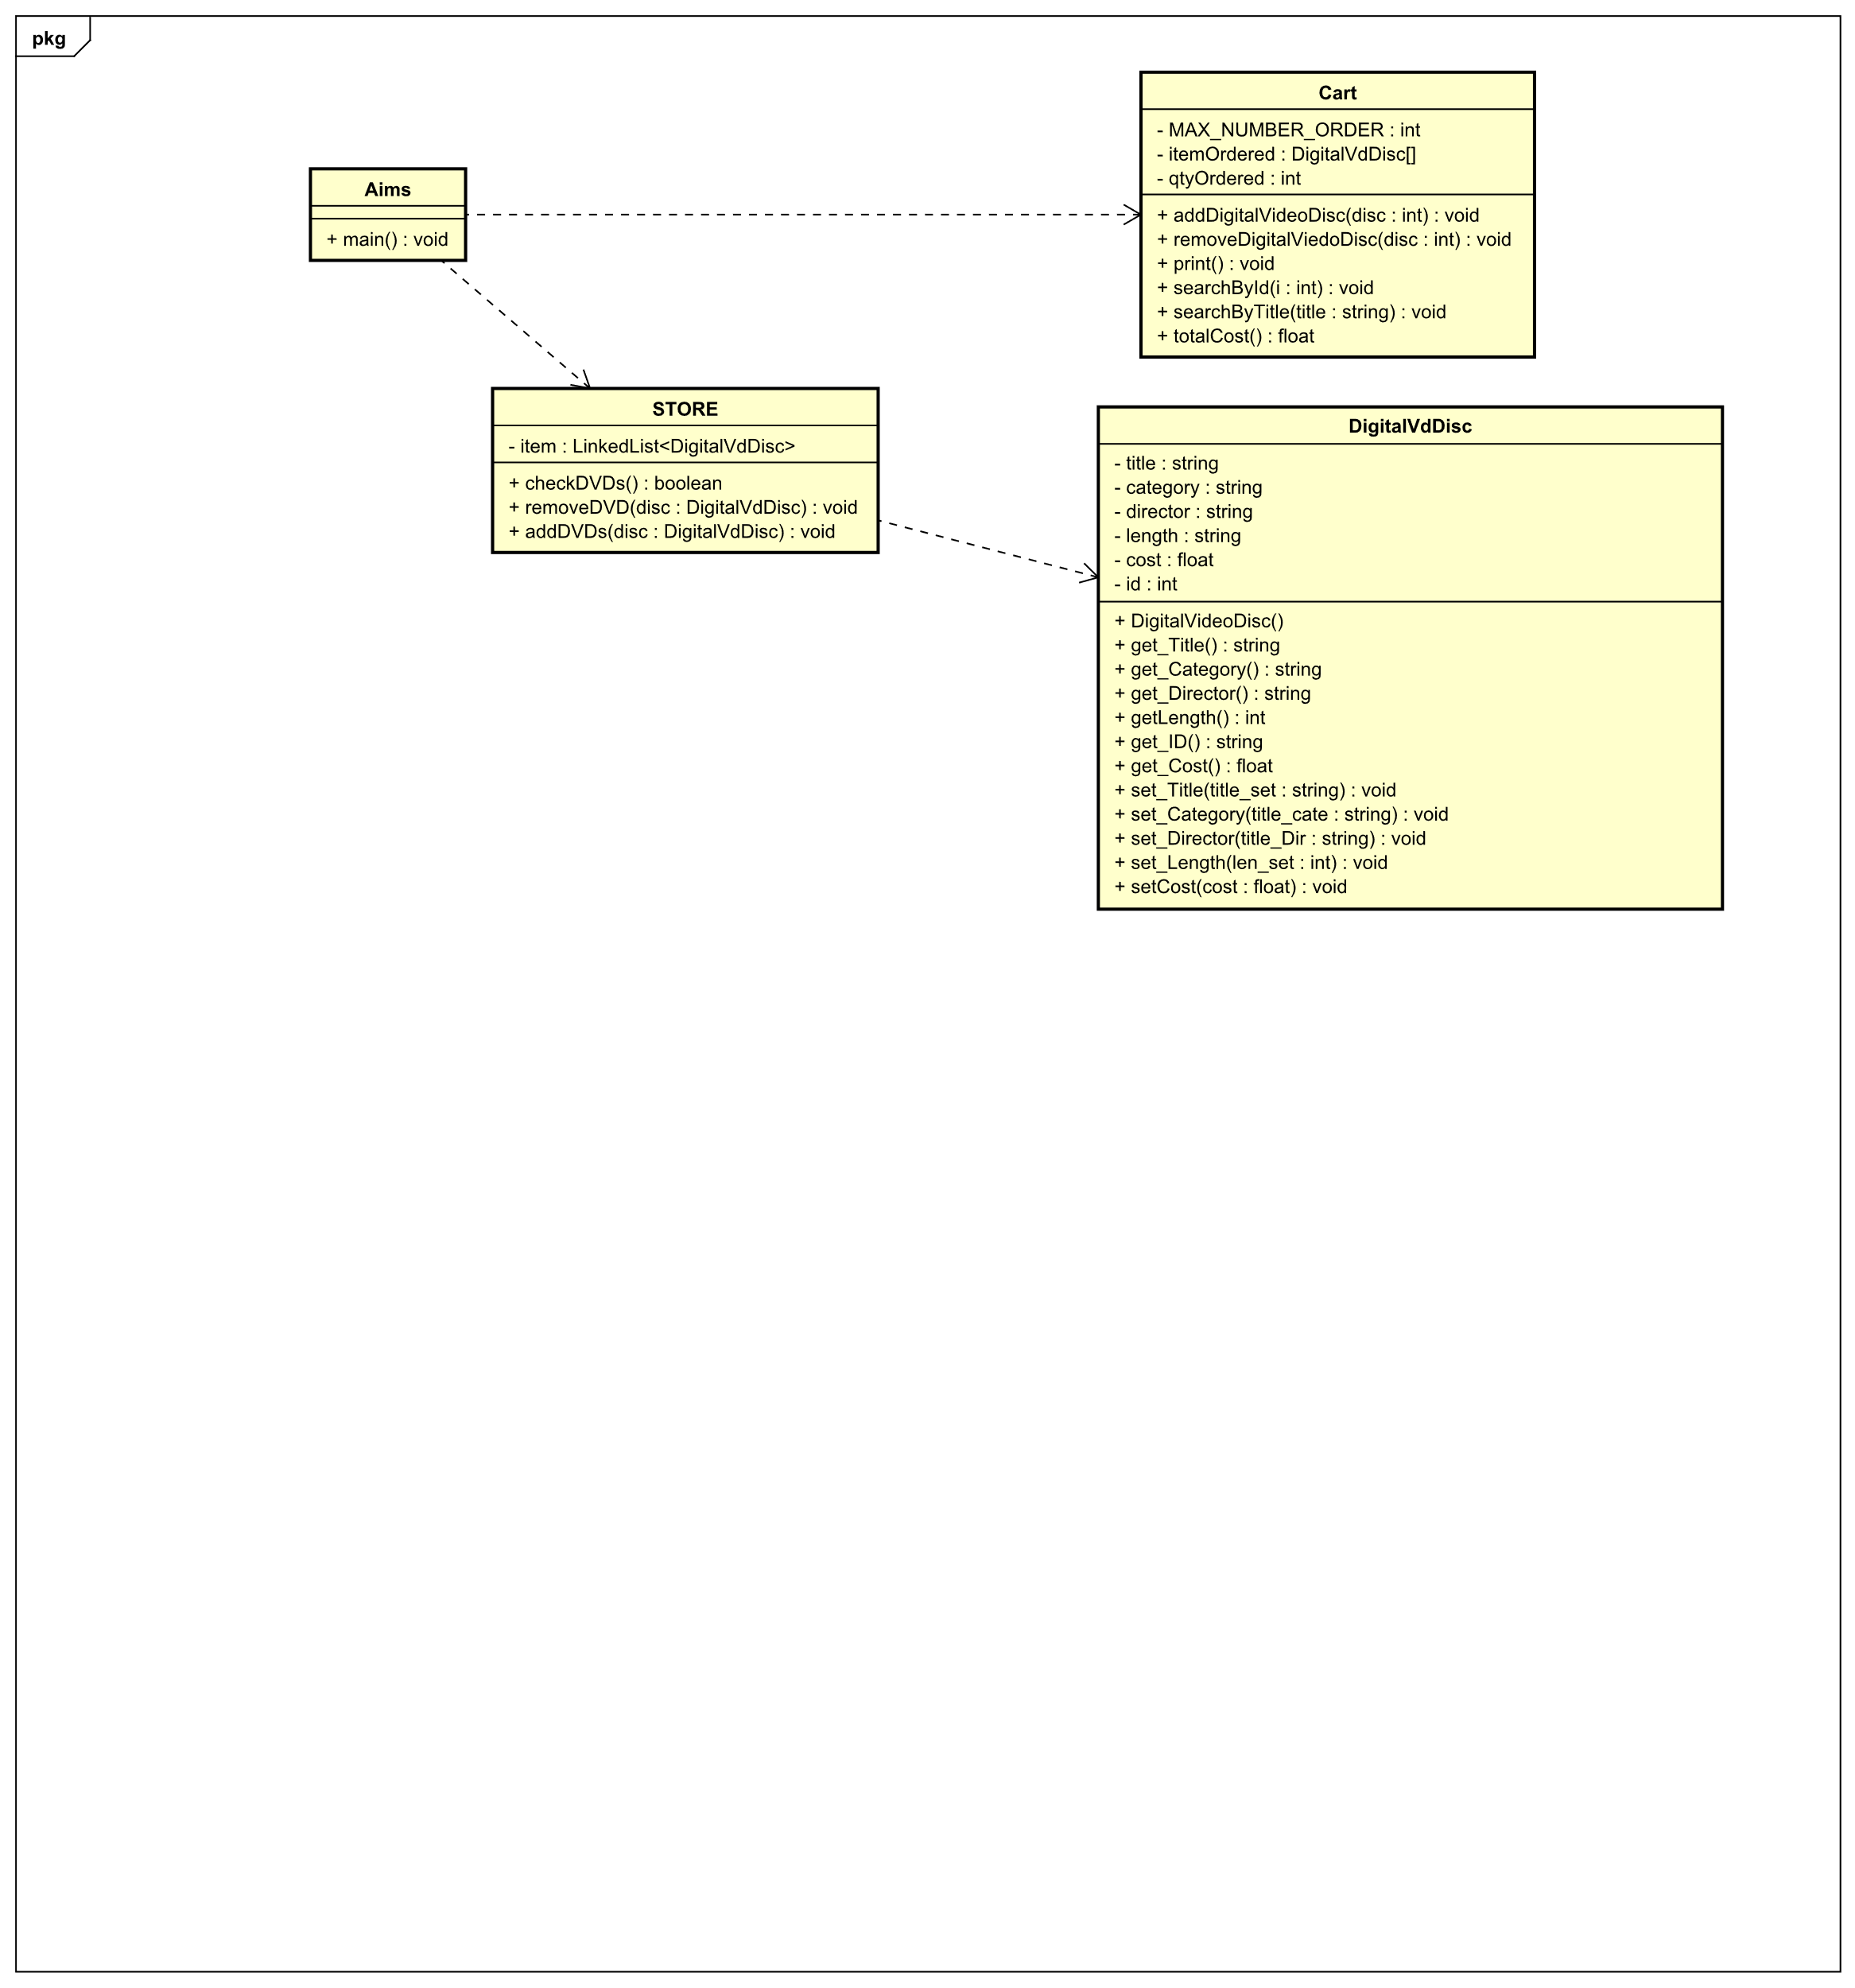 pkg
Aims
+ main() : void
Cart
- MAX_NUMBER_ORDER : int
- itemOrdered : DigitalVdDisc[]
- qtyOrdered : int
+ addDigitalVideoDisc(disc : int) : void
+ removeDigitalViedoDisc(disc : int) : void
+ print() : void
+ searchById(i : int) : void
+ searchByTitle(title : string) : void
+ totalCost() : float
STORE
- item : LinkedList<DigitalVdDisc>
+ checkDVDs() : boolean
+ removeDVD(disc : DigitalVdDisc) : void
+ addDVDs(disc : DigitalVdDisc) : void
DigitalVdDisc
- title : string
- category : string
- director : string
- length : string
- cost : float
- id : int
+ DigitalVideoDisc()
+ get_Title() : string
+ get_Category() : string
+ get_Director() : string
+ getLength() : int
+ get_ID() : string
+ get_Cost() : float
+ set_Title(title_set : string) : void
+ set_Category(title_cate : string) : void
+ set_Director(title_Dir : string) : void
+ set_Length(len_set : int) : void
+ setCost(cost : float) : void